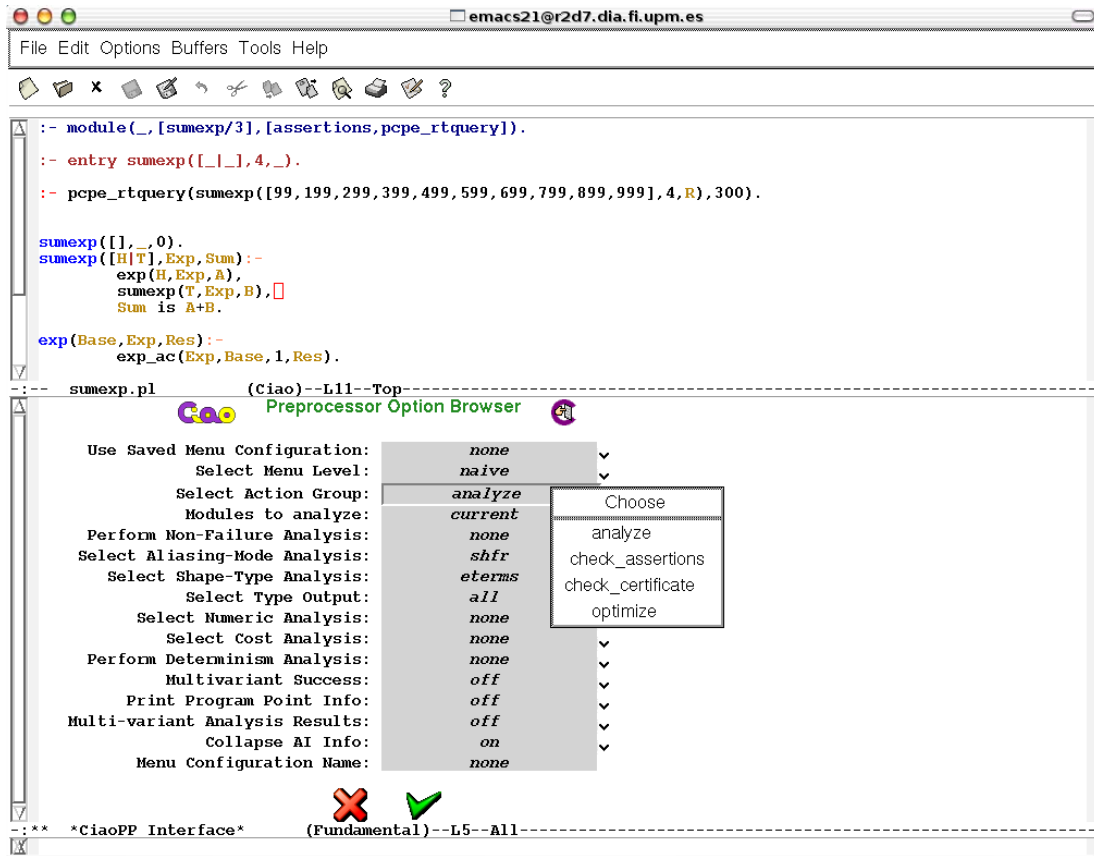 emacs21@r2d7.dia.fi.upm.es
File Edit Options Buffers Tools Help
:- module(_,[sumexp/3],[assertions,pcpe_rtquery]).
:- entry sumexp([_|_],4,_).
:- pcpe_rtquery(sumexp([99,199,299,399,499,599,699,799,899,999],4,R),300).
sumexp([],_,0).
sumexp([H|T],Exp,Sum):-
exp(H,Exp,A),
sumexp(T,Exp,B),
Sum is A+B.
exp(Base,Exp,Res):-
exp_ac(Exp,Base,1,Res).
-:-- sumexp.pl (Ciao)--L11--Top--------------------
Ciao Preprocessor Option Browser
Use Saved Menu Configuration: none
Select Menu Level: naive
Select Action Group: analyze
Modules to analyze: current
Perform Non-Failure Analysis: none
Select Aliasing-Mode Analysis: shfr
Select Shape-Type Analysis: eterms
Select Type Output: all
Select Numeric Analysis: none
Select Cost Analysis: none
Perform Determinism Analysis: none
Multivariant Success: off
Print Program Point Info: off
Multi-variant Analysis Results: off
Collapse AI Info: on
Menu Configuration Name: none
Choose
analyze
check_assertions
check_certificate
optimize
-:** *CiaoPP Interface* (Fundamental)--L5--All--------------------